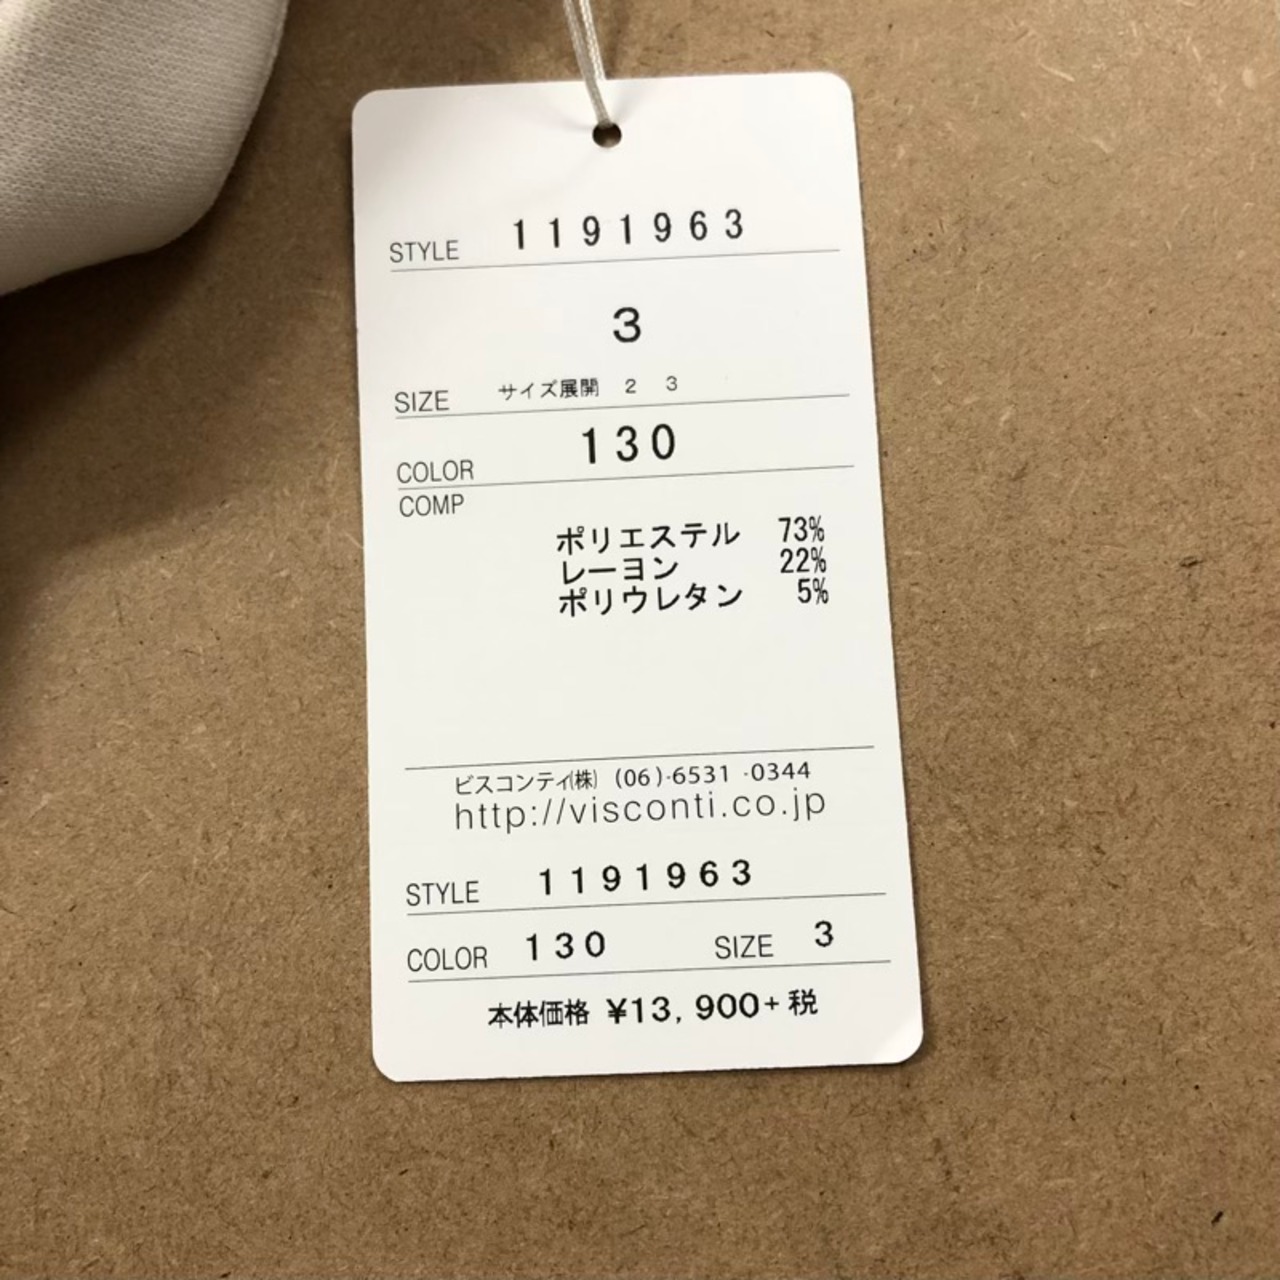 STYLE 1191963
3
SIZE サイズ展開 2 3
COLOR 130
COMP
ポリエステル 73%
レーヨン 22%
ポリウレタン 5%
ビスコンティ㈱ (06)-6531-0344
http://visconti.co.jp
STYLE 1191963
COLOR 130 SIZE 3
本体価格 ¥13,900+税